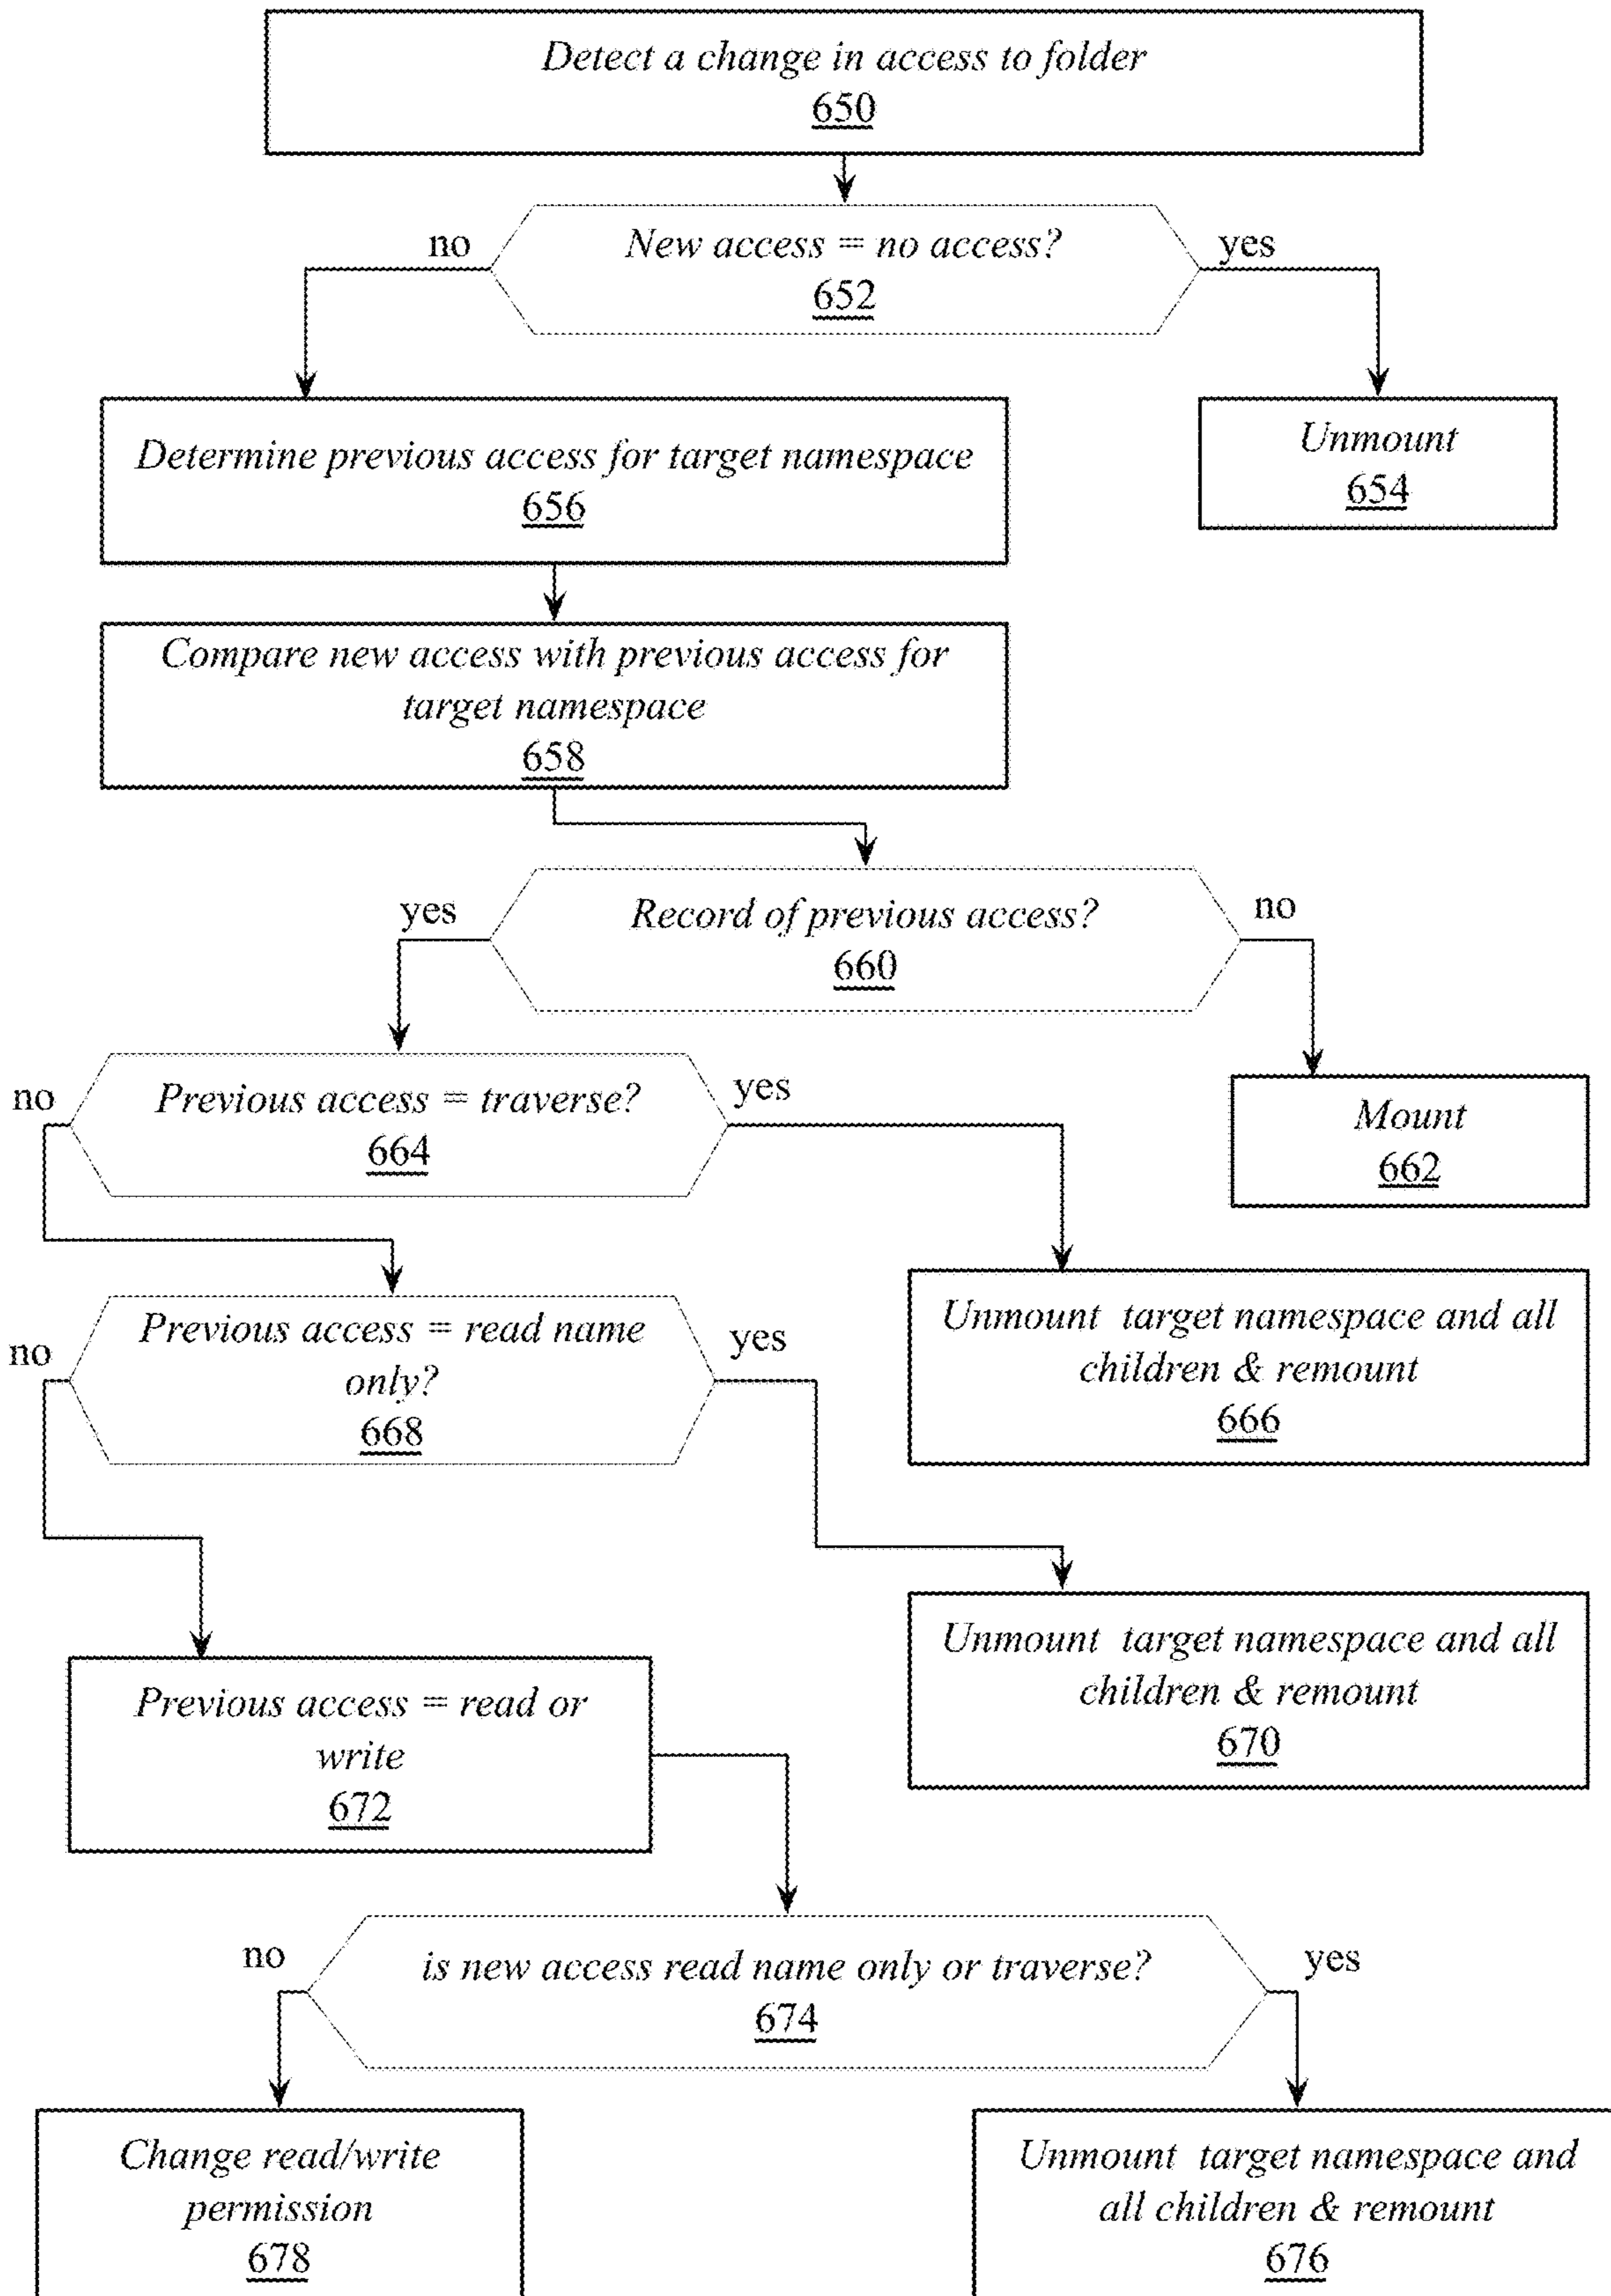 Detect a change in access to folder
650
no
New access = no access?
yes
652
Determine previous access for target namespace
656
Unmount
654
Compare new access with previous access for
target namespace
658
yes
Record of previous access?
no
660
no
Previous access = traverse?
yes
664
Mount
662
Previous access = read name
only?
668
no
yes
Unmount target namespace and all
children & remount
666
Unmount target namespace and all
children & remount
670
Previous access = read or
write
672
no
is new access read name only or traverse?
yes
674
Change read/write
permission
678
Unmount target namespace and
all children & remount
676